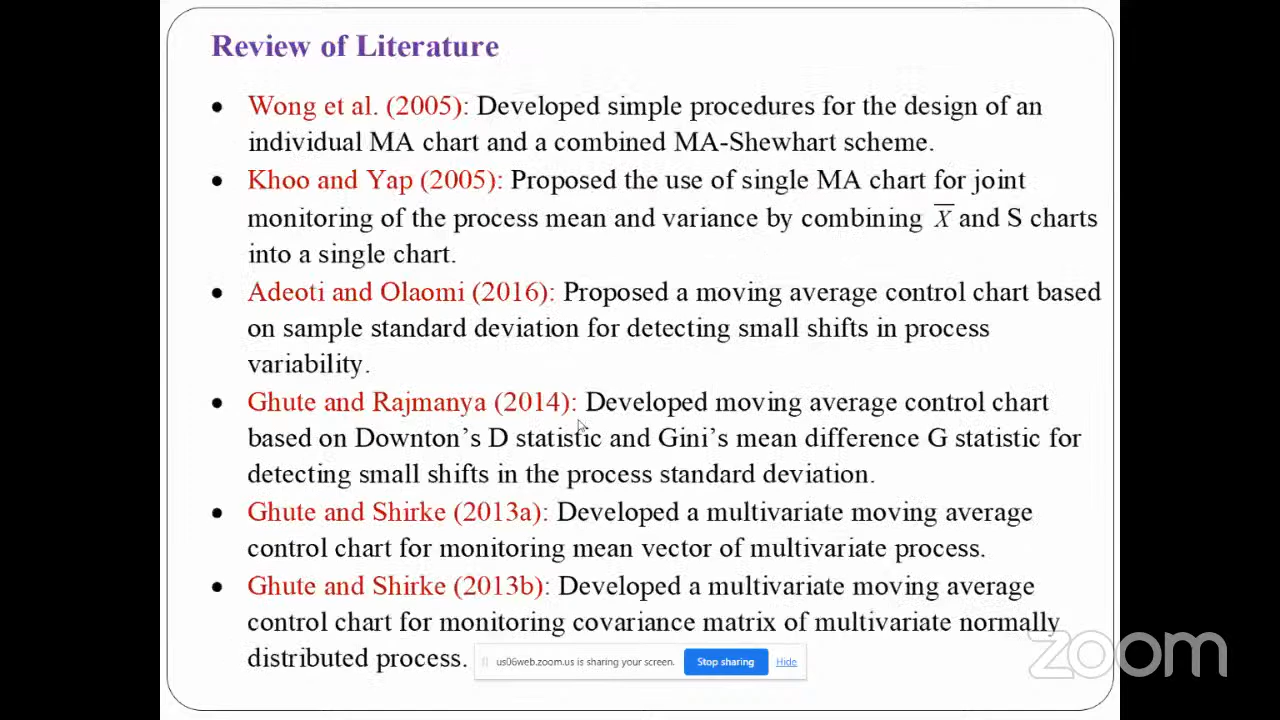 Review of Literature
• Wong et al. (2005): Developed simple procedures for the design of an
individual MA chart and a combined MA-Shewhart scheme.
• Khoo and Yap (2005): Proposed the use of single MA chart for joint
monitoring of the process mean and variance by combining X̅ and S charts
into a single chart.
• Adeoti and Olaomi (2016): Proposed a moving average control chart based
on sample standard deviation for detecting small shifts in process
variability.
• Ghute and Rajmanya (2014): Developed moving average control chart
based on Downton's D statistic and Gini's mean difference G statistic for
detecting small shifts in the process standard deviation.
• Ghute and Shirke (2013a): Developed a multivariate moving average
control chart for monitoring mean vector of multivariate process.
• Ghute and Shirke (2013b): Developed a multivariate moving average
control chart for monitoring covariance matrix of multivariate normally
distributed process.
us06web.zoom.us is sharing your screen. Stop sharing Hide
zoom